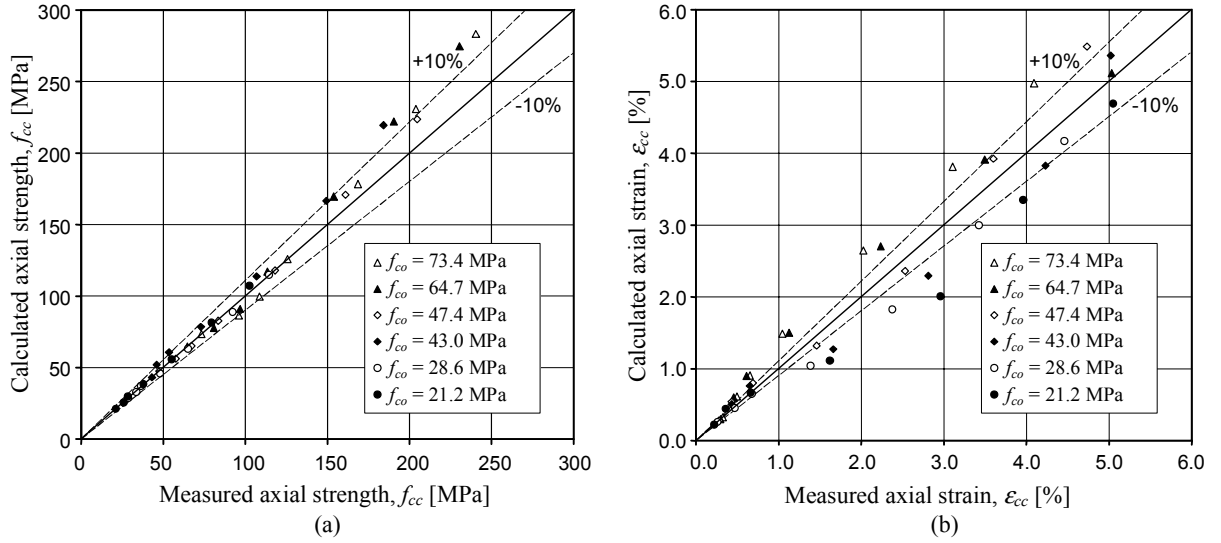 300
250
200
150
100
50
0
Calculated axial strength, fcc [MPa]
+10%
-10%
fco = 73.4 MPa
fco = 64.7 MPa
fco = 47.4 MPa
fco = 43.0 MPa
fco = 28.6 MPa
fco = 21.2 MPa
0 50 100 150 200 250 300
Measured axial strength, fcc [MPa]
(a)
6.0
5.0
4.0
3.0
2.0
1.0
0.0
Calculated axial strain, εcc [%]
+10%
-10%
fco = 73.4 MPa
fco = 64.7 MPa
fco = 47.4 MPa
fco = 43.0 MPa
fco = 28.6 MPa
fco = 21.2 MPa
0.0 1.0 2.0 3.0 4.0 5.0 6.0
Measured axial strain, εcc [%]
(b)